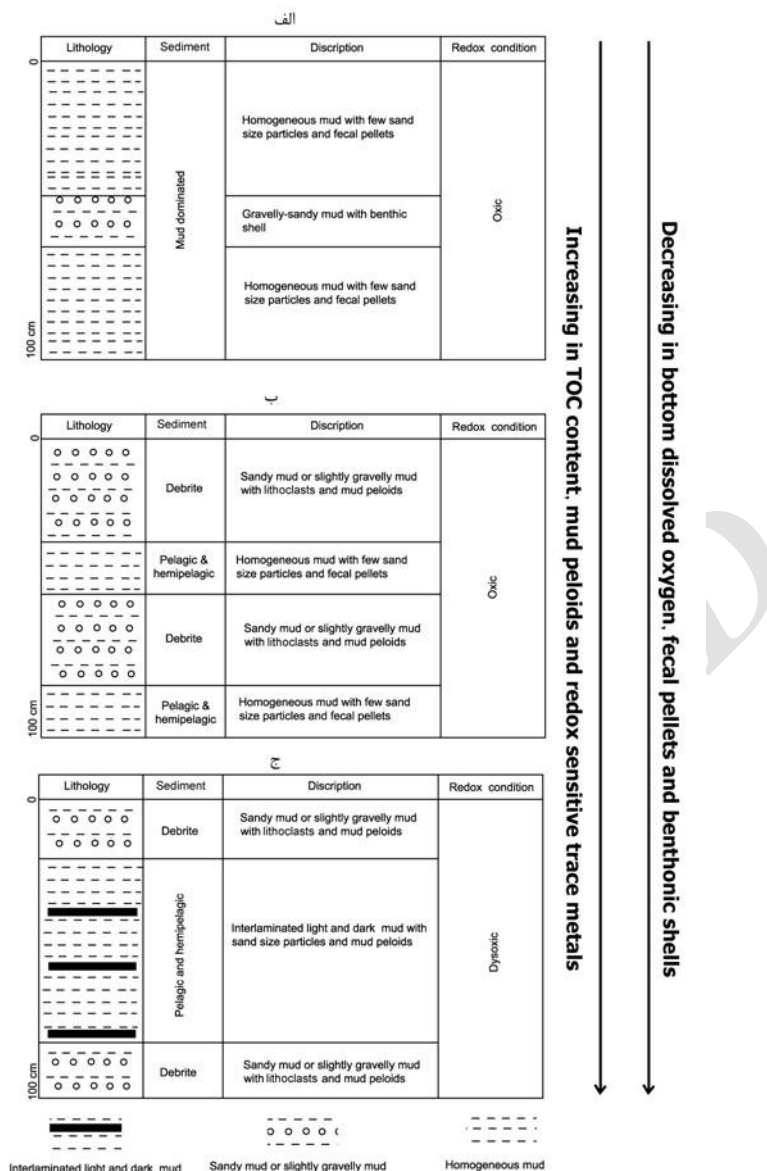 الف
Lithology Sediment Discription Redox condition
0
Homogeneous mud with few sand
size particles and fecal pellets
Gravelly-sandy mud with benthic
shell
Homogeneous mud with few sand
size particles and fecal pellets
Mud dominated
Oxic
100 cm
ب
Lithology Sediment Discription Redox condition
0
Debrite
Sandy mud or slightly gravelly mud
with lithoclasts and mud peloids
Pelagic &
hemipelagic
Homogeneous mud with few sand
size particles and fecal pellets
Debrite
Sandy mud or slightly gravelly mud
with lithoclasts and mud peloids
Pelagic &
hemipelagic
Homogeneous mud with few sand
size particles and fecal pellets
Oxic
100 cm
ج
Lithology Sediment Discription Redox condition
0
Debrite
Sandy mud or slightly gravelly mud
with lithoclasts and mud peloids
Pelagic and hemipelagic
Interlaminated light and dark mud with
sand size particles and mud peloids
Debrite
Sandy mud or slightly gravelly mud
with lithoclasts and mud peloids
Dysoxic
100 cm
Increasing in TOC content, mud peloids and redox sensitive trace metals
Decreasing in bottom dissolved oxygen, fecal pellets and benthonic shells
Interlaminated light and dark mud
Sandy mud or slightly gravelly mud
Homogeneous mud